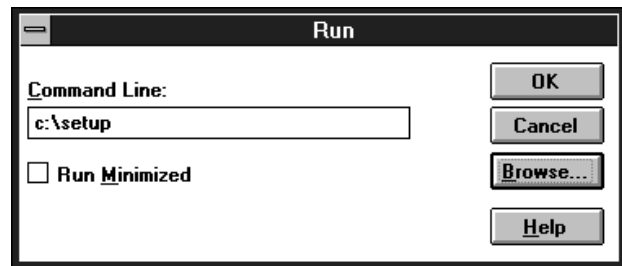 Run
Command Line:
c:\setup
Run Minimized
OK
Cancel
Browse...
Help